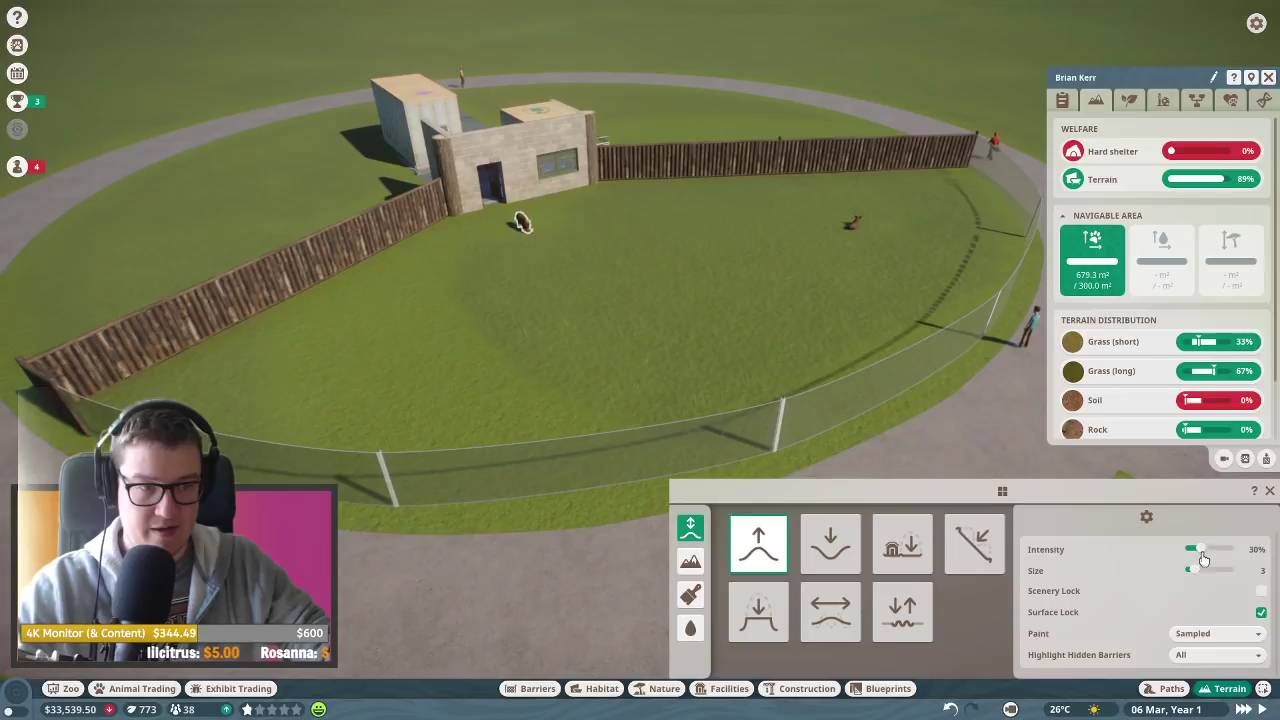 ?
3
4
Brian Kerr
?
WELFARE
Hard shelter 0%
Terrain 89%
NAVIGABLE AREA
679.3 m²
/ 300.0 m²
- m²
/ - m²
- m²
/ - m²
TERRAIN DISTRIBUTION
Grass (short) 33%
Grass (long) 67%
Soil 0%
Rock 0%
?
Intensity 30%
Size 3
Scenery Lock
Surface Lock
Paint Sampled
Highlight Hidden Barriers All
4K Monitor (& Content) $344.49 $600
lilcitrus: $5.00 Rosanna: $
Zoo Animal Trading Exhibit Trading Barriers Habitat Nature Facilities Construction Blueprints Paths Terrain
$33,539.50 773 38 26°C 06 Mar, Year 1